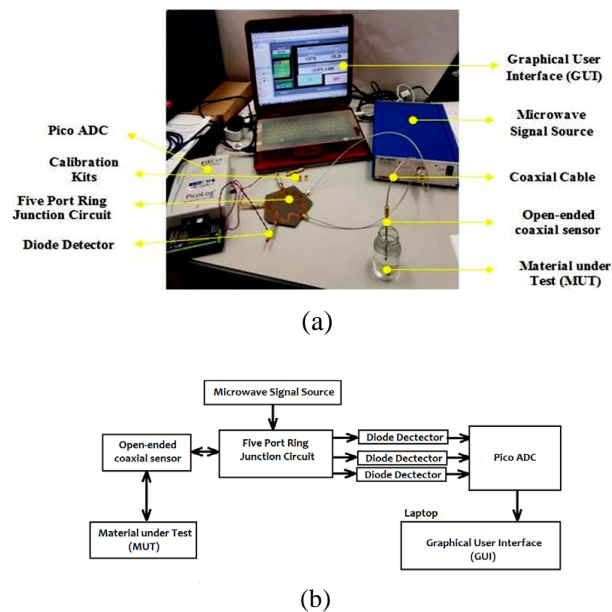 Graphical User
Interface (GUI)
Microwave
Signal Source
Pico ADC
Calibration
Kits
Coaxial Cable
Five Port Ring
Junction Circuit
Open-ended
coaxial sensor
Diode Detector
Material under
Test (MUT)
PicoLog
(a)
Microwave Signal Source
Open-ended
coaxial sensor
Five Port Ring
Junction Circuit
Diode Dectector
Diode Dectector
Diode Dectector
Pico ADC
Material under Test
(MUT)
Laptop
Graphical User Interface
(GUI)
(b)